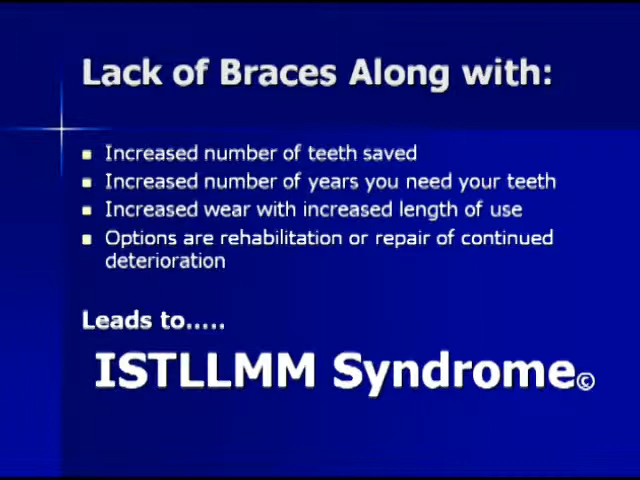 Lack of Braces Along with:
Increased number of teeth saved
Increased number of years you need your teeth
Increased wear with increased length of use
Options are rehabilitation or repair of continued
deterioration
Leads to.....
ISTLLMM Syndrome©